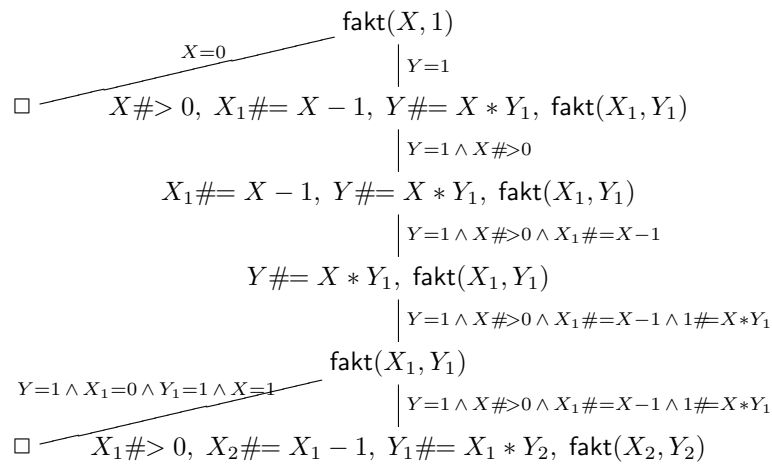 fakt(X, 1)
X=0
Y=1
□ X#> 0, X₁#= X − 1, Y#= X ∗ Y₁, fakt(X₁, Y₁)
Y=1 ∧ X#>0
X₁#= X − 1, Y#= X ∗ Y₁, fakt(X₁, Y₁)
Y=1 ∧ X#>0 ∧ X₁#=X−1
Y#= X ∗ Y₁, fakt(X₁, Y₁)
Y=1 ∧ X#>0 ∧ X₁#=X−1 ∧ 1#=X∗Y₁
fakt(X₁, Y₁)
Y=1 ∧ X₁=0 ∧ Y₁=1 ∧ X=1
Y=1 ∧ X#>0 ∧ X₁#=X−1 ∧ 1#=X∗Y₁
□ X₁#> 0, X₂#= X₁ − 1, Y₁#= X₁ ∗ Y₂, fakt(X₂, Y₂)